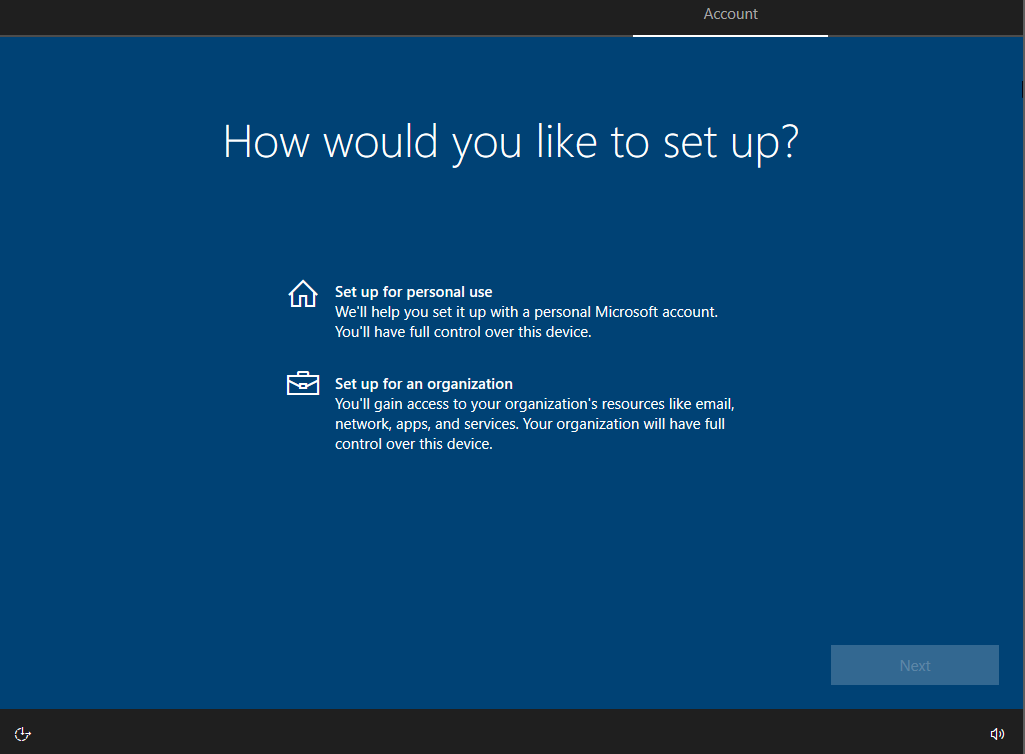 Account
How would you like to set up?
Set up for personal use
We'll help you set it up with a personal Microsoft account.
You'll have full control over this device.
Set up for an organization
You'll gain access to your organization's resources like email,
network, apps, and services. Your organization will have full
control over this device.
Next